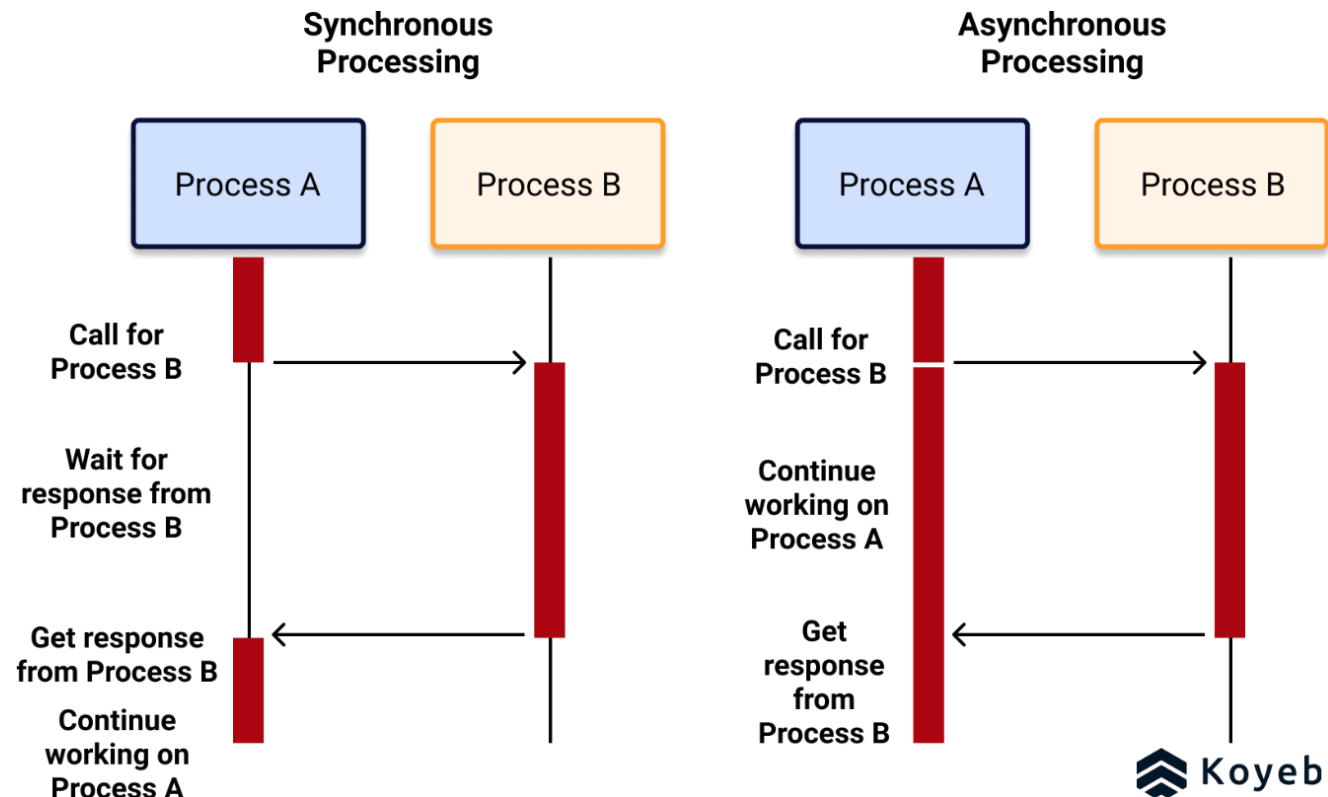 Synchronous
Processing
Process A
Process B
Call for
Process B
Wait for
response from
Process B
Get response
from Process B
Continue
working on
Process A
Asynchronous
Processing
Process A
Process B
Call for
Process B
Continue
working on
Process A
Get
response
from
Process B
Koyeb